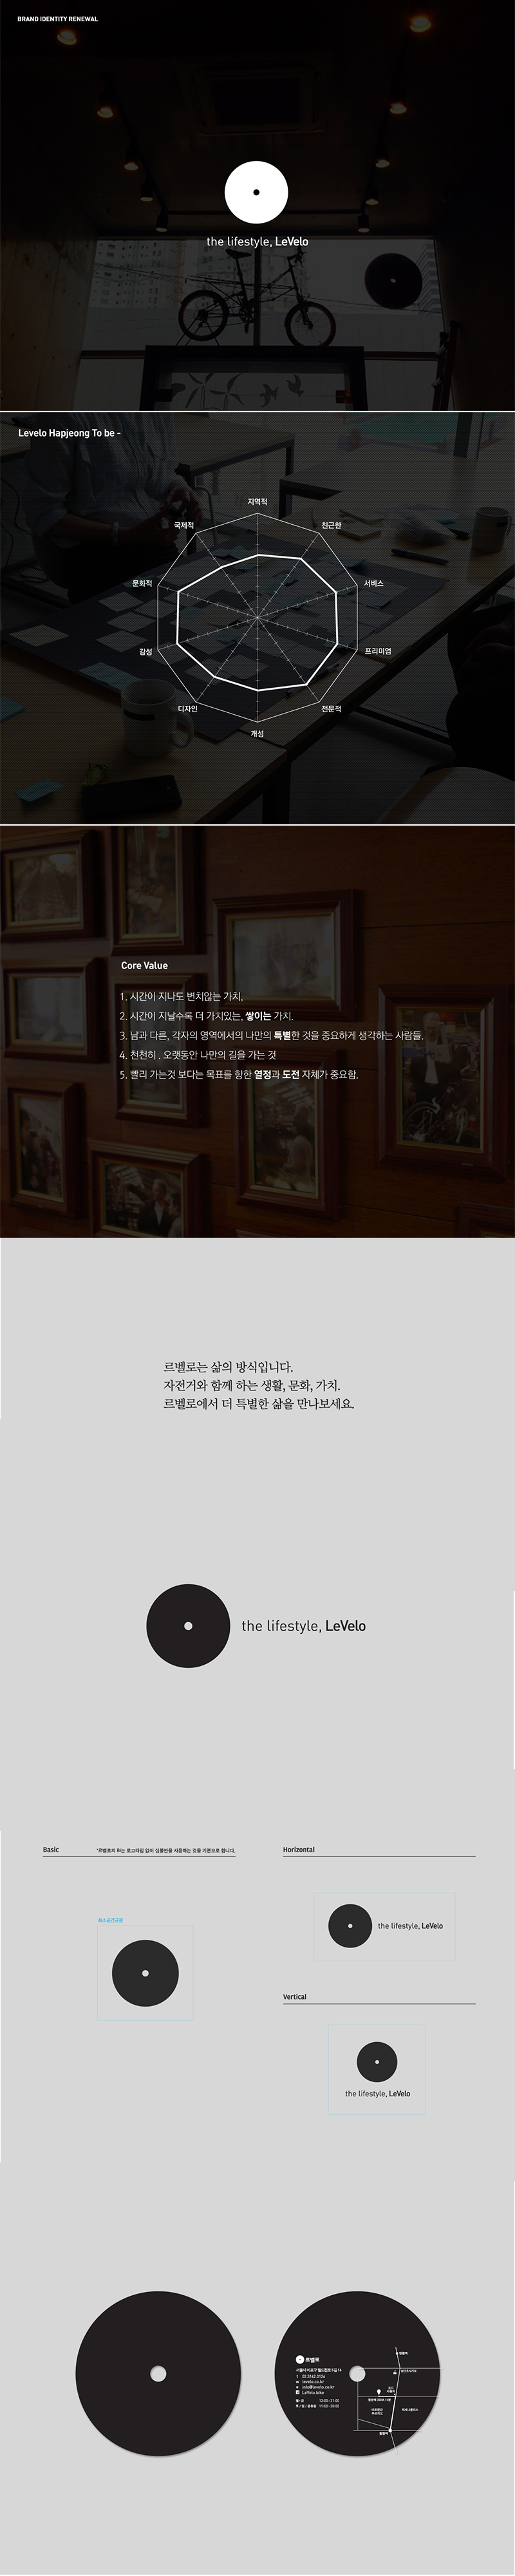 BRAND IDENTITY RENEWAL
the lifestyle, LeVelo
Levelo Hapjeong To be -
지역적
국제적
친근한
문화적
서비스
감성
프리미엄
디자인
전문적
개성
Core Value
1. 시간이 지나도 변치않는 가치,
2. 시간이 지날수록 더 가치있는, 쌓이는 가치.
3. 남과 다른, 각자의 영역에서의 나만의 특별한 것을 중요하게 생각하는 사람들.
4. 천천히 . 오랫동안 나만의 길을 가는 것
5. 빨리 가는것 보다는 목표를 향한 열정과 도전 자체가 중요함.
르벨로는 삶의 방식입니다.
자전거와 함께 하는 생활, 문화, 가치.
르벨로에서 더 특별한 삶을 만나보세요.
the lifestyle, LeVelo
Basic
*르벨로의 BI는 로고타입 없이 심볼만을 사용하는 것을 기본으로 합니다.
Horizontal
최소공간규정
the lifestyle, LeVelo
Vertical
the lifestyle, LeVelo
르벨로
levelo.co.kr
info@levelo.co.kr
LeVelo.bike